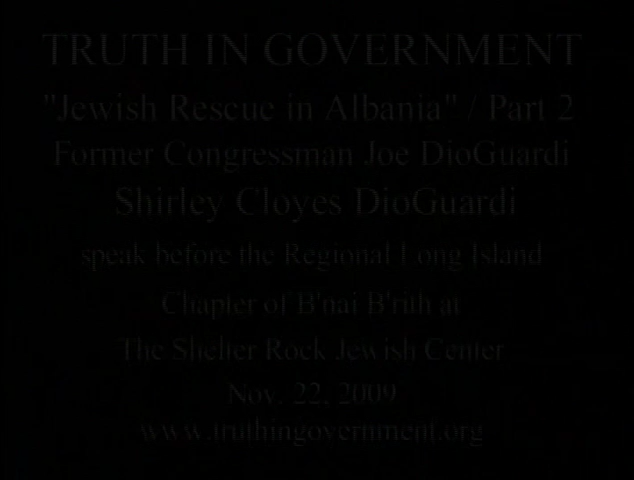 TRUTH IN GOVERNMENT
"Jewish Rescue in Albania" / Part 2
Former Congressman Joe DioGuardi
Shirley Cloyes DioGuardi
speak before the Regional Long Island
Chapter of B'nai B'rith at
The Shelter Rock Jewish Center
Nov. 22, 2009
www.truthingovernment.org